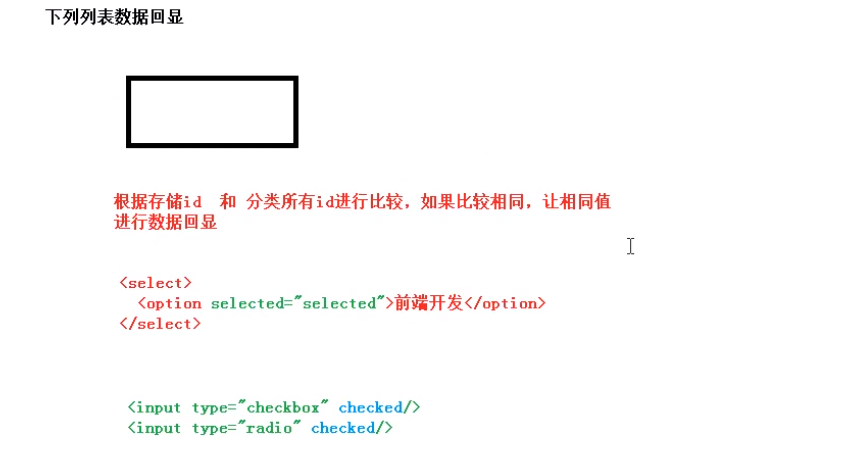 下列列表数据回显
根据存储id 和 分类所有id进行比较，如果比较相同，让相同值
进行数据回显
<select>
<option selected="selected">前端开发</option>
</select>
<input type="checkbox" checked/>
<input type="radio" checked/>